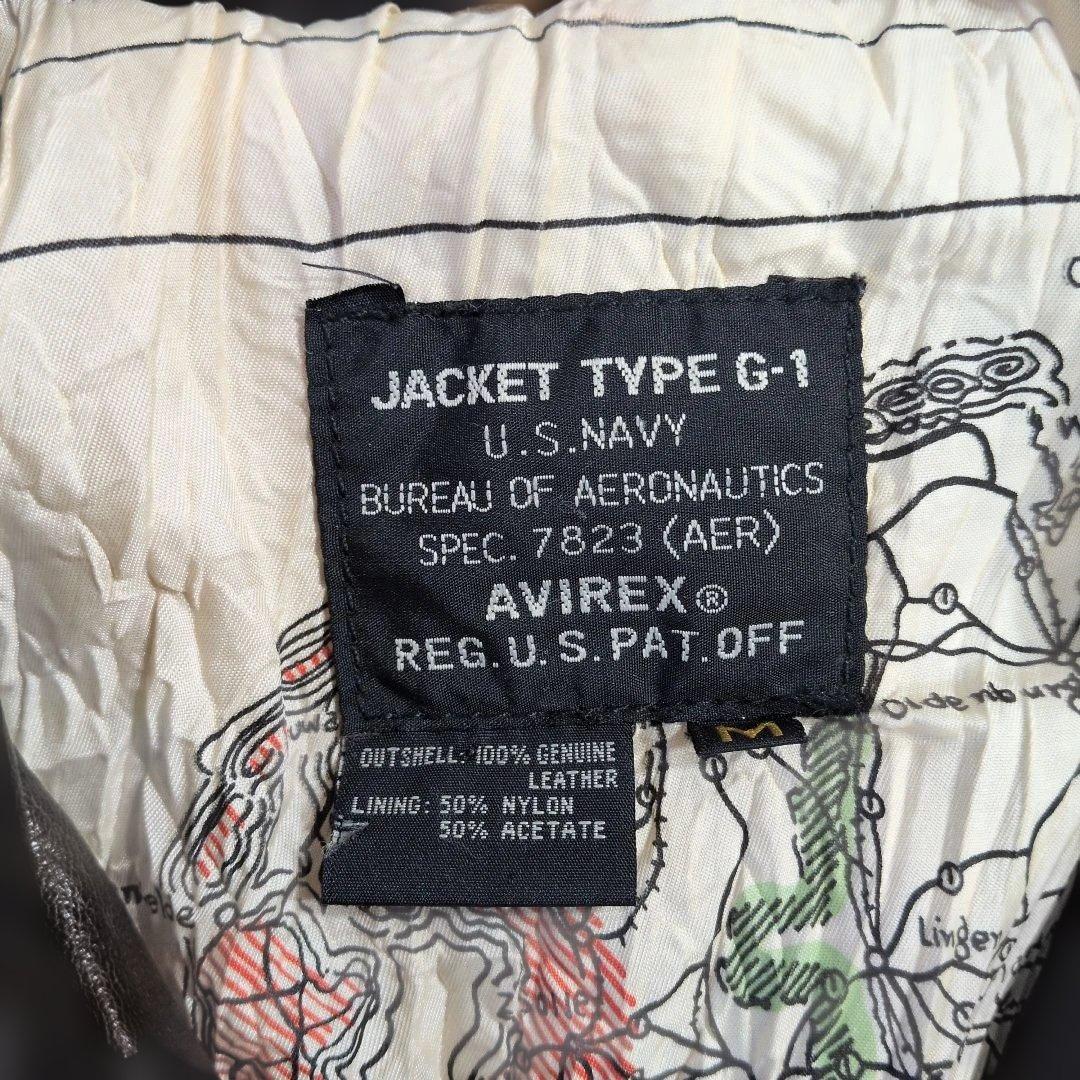 JACKET TYPE G-1
U.S.NAVY
BUREAU OF AERONAUTICS
SPEC. 7823 (AER)
AVIREX®
REG.U.S.PAT.OFF
M
OUTSHELL: 100% GENUINE
LEATHER
LINING: 50% NYLON
50% ACETATE
Oldenburg